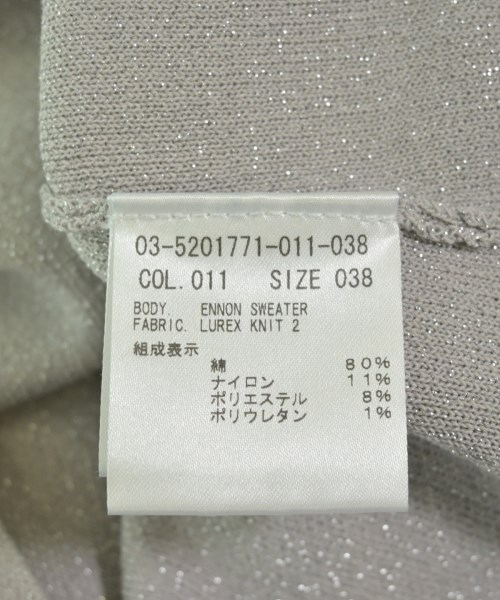 03-5201771-011-038
COL.011 SIZE 038
BODY. ENNON SWEATER
FABRIC. LUREX KNIT 2
組成表示
綿 80%
ナイロン 11%
ポリエステル 8%
ポリウレタン 1%